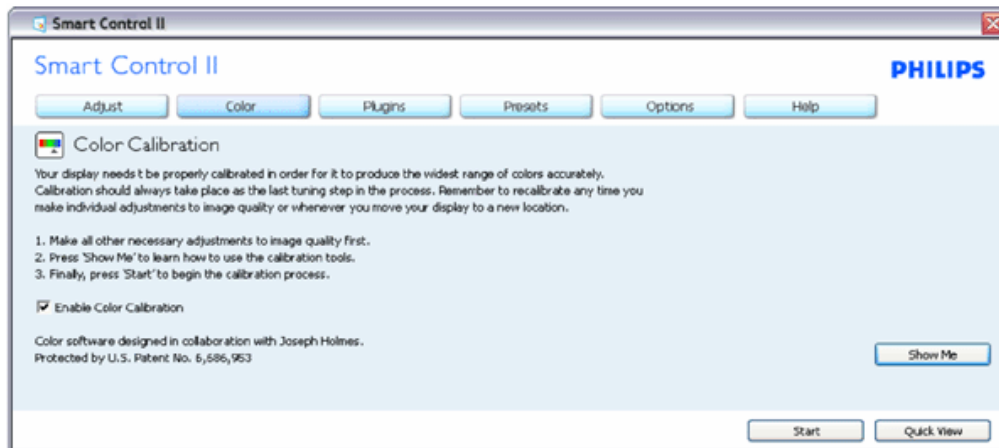 Smart Control II
Smart Control II
PHILIPS
Adjust
Color
Plugins
Presets
Options
Help
Color Calibration
Your display needs t be properly calibrated in order for it to produce the widest range of colors accurately.
Calibration should always take place as the last tuning step in the process. Remember to recalibrate any time you
make individual adjustments to image quality or whenever you move your display to a new location.
1. Make all other necessary adjustments to image quality first.
2. Press 'Show Me' to learn how to use the calibration tools.
3. Finally, press 'Start' to begin the calibration process.
Enable Color Calibration
Color software designed in collaboration with Joseph Holmes.
Protected by U.S. Patent No. 6,686,953
Show Me
Start
Quick View